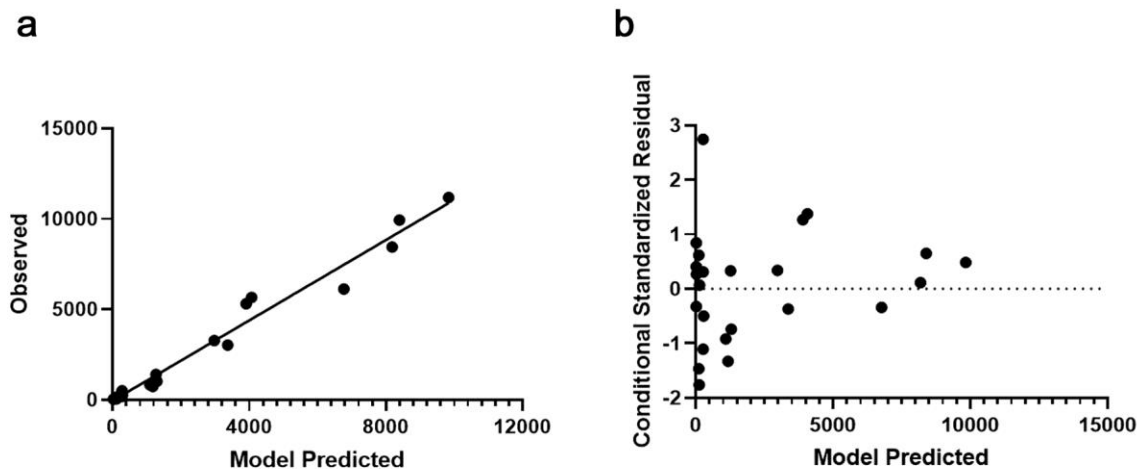 a
Observed
15000
10000
5000
0
0 4000 8000 12000
Model Predicted
b
Conditional Standardized Residual
3
2
1
0
-1
-2
0 5000 10000 15000
Model Predicted